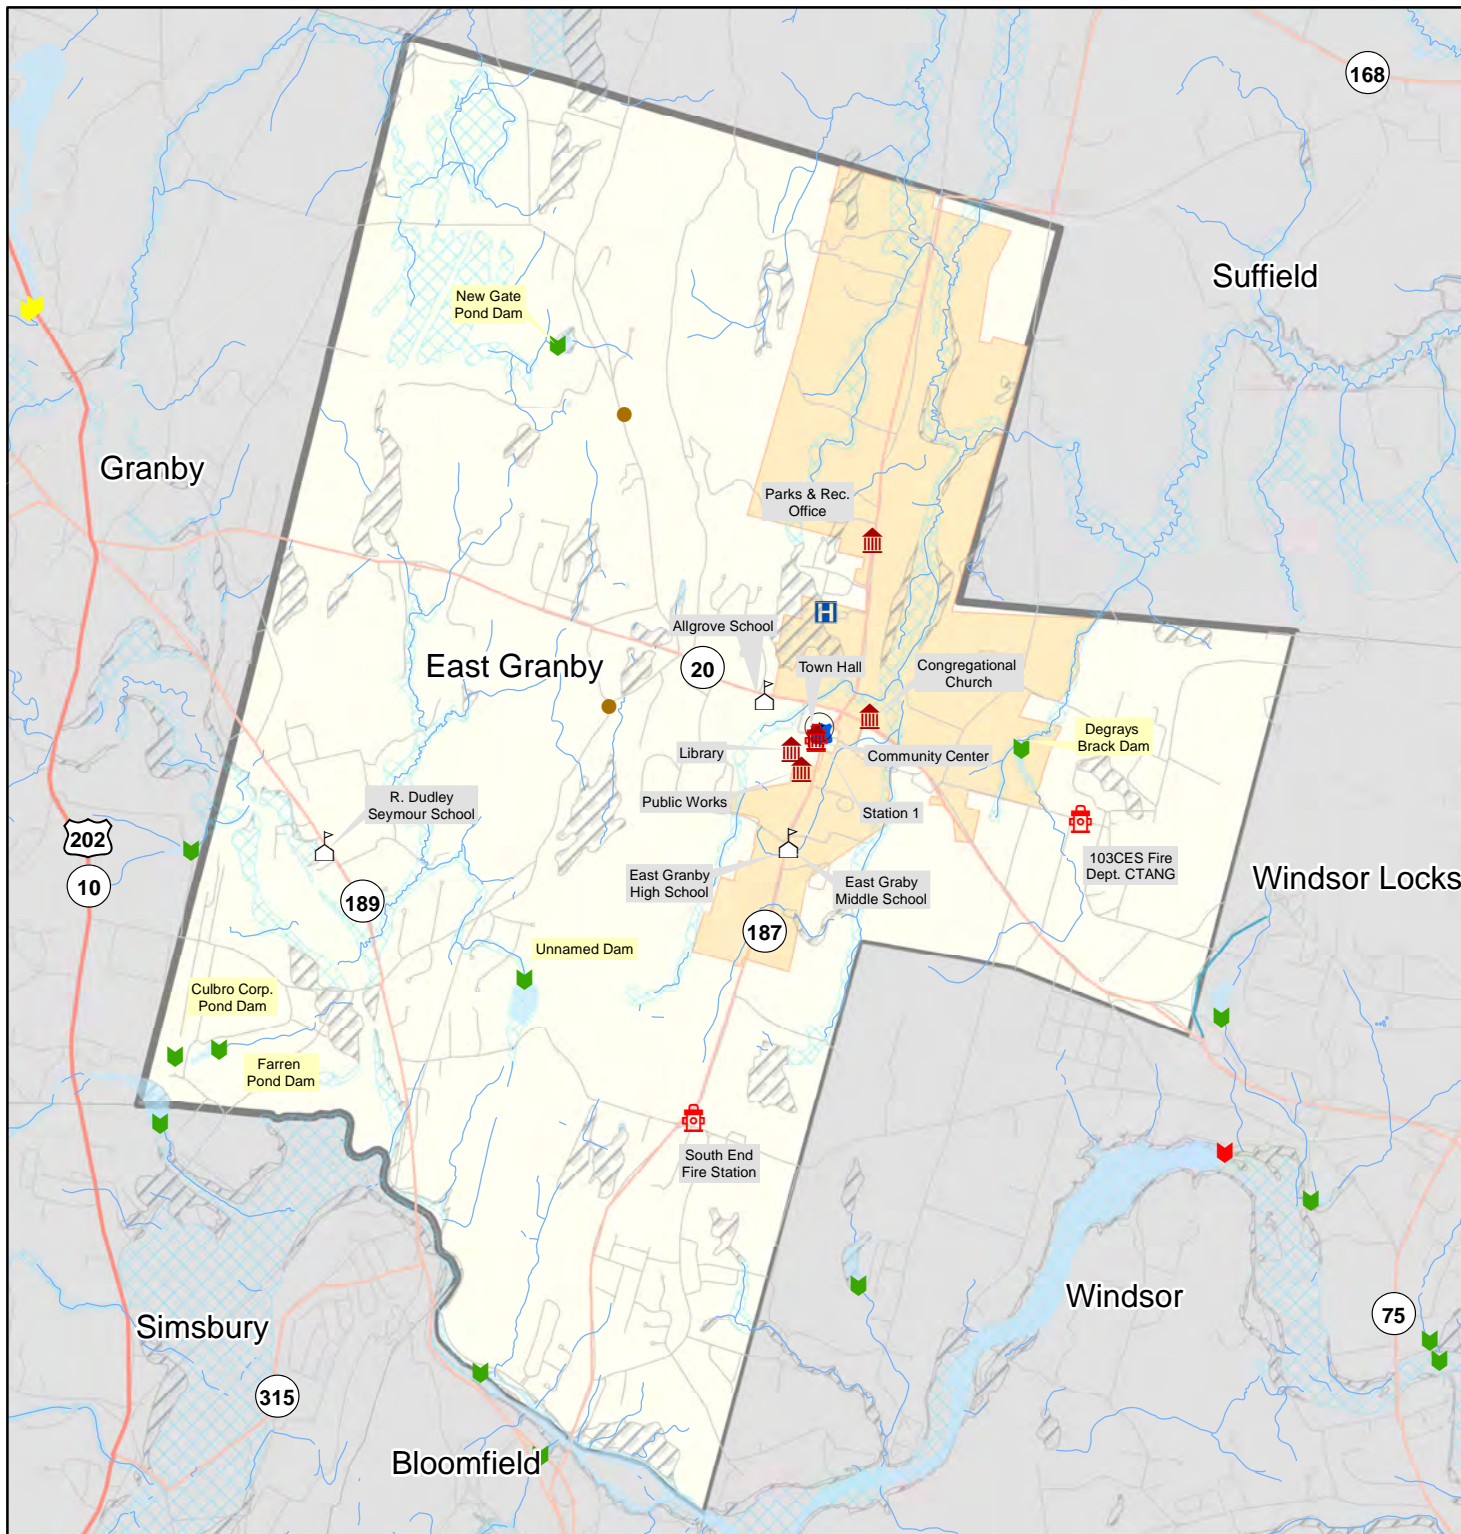 168
Suffield
New Gate
Pond Dam
Granby
Parks & Rec.
Office
Allgrove School
East Granby
20
Town Hall
Congregational
Church
Degrays
Brack Dam
Library
Community Center
Public Works
Station 1
R. Dudley
Seymour School
202
10
103CES Fire
Dept. CTANG
East Granby
High School
East Graby
Middle School
Windsor Locks
189
187
Unnamed Dam
Culbro Corp.
Pond Dam
Farren
Pond Dam
South End
Fire Station
Windsor
75
Simsbury
315
Bloomfield